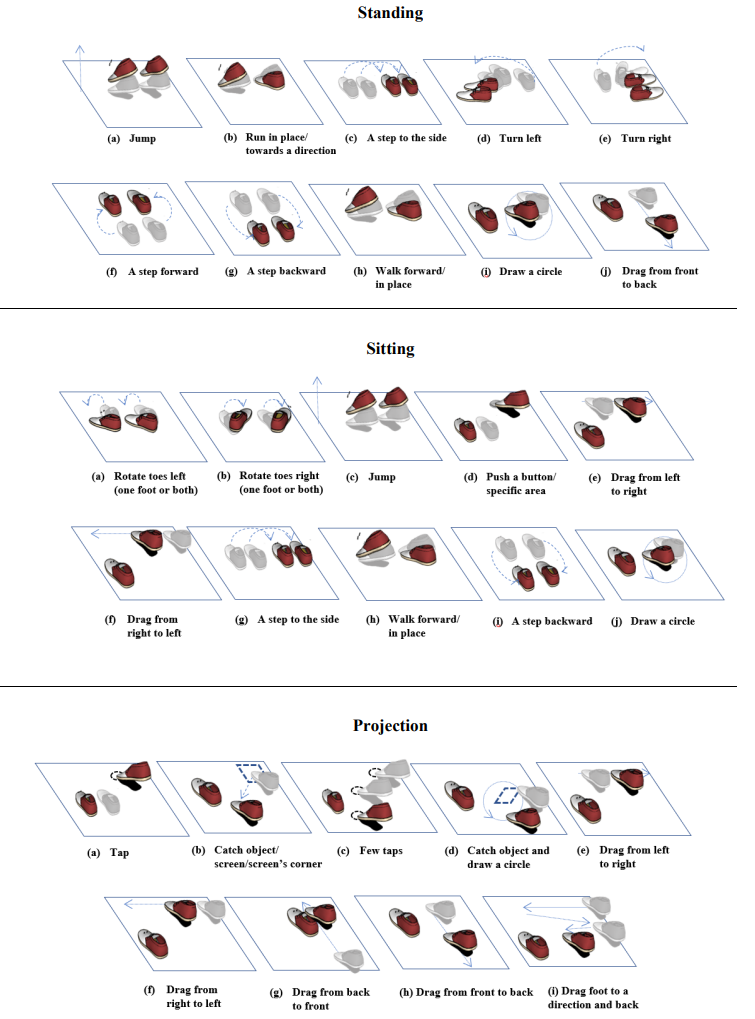 Standing
(a) Jump
(b) Run in place/
towards a direction
(c) A step to the side
(d) Turn left
(e) Turn right
(f) A step forward
(g) A step backward
(h) Walk forward/
in place
(i) Draw a circle
(j) Drag from front
to back
Sitting
(a) Rotate toes left
(one foot or both)
(b) Rotate toes right
(one foot or both)
(c) Jump
(d) Push a button/
specific area
(e) Drag from left
to right
(f) Drag from
right to left
(g) A step to the side
(h) Walk forward/
in place
(i) A step backward
(j) Draw a circle
Projection
(a) Tap
(b) Catch object/
screen/screen's corner
(c) Few taps
(d) Catch object and
draw a circle
(e) Drag from left
to right
(f) Drag from
right to left
(g) Drag from back
to front
(h) Drag from front to back
(i) Drag foot to a
direction and back